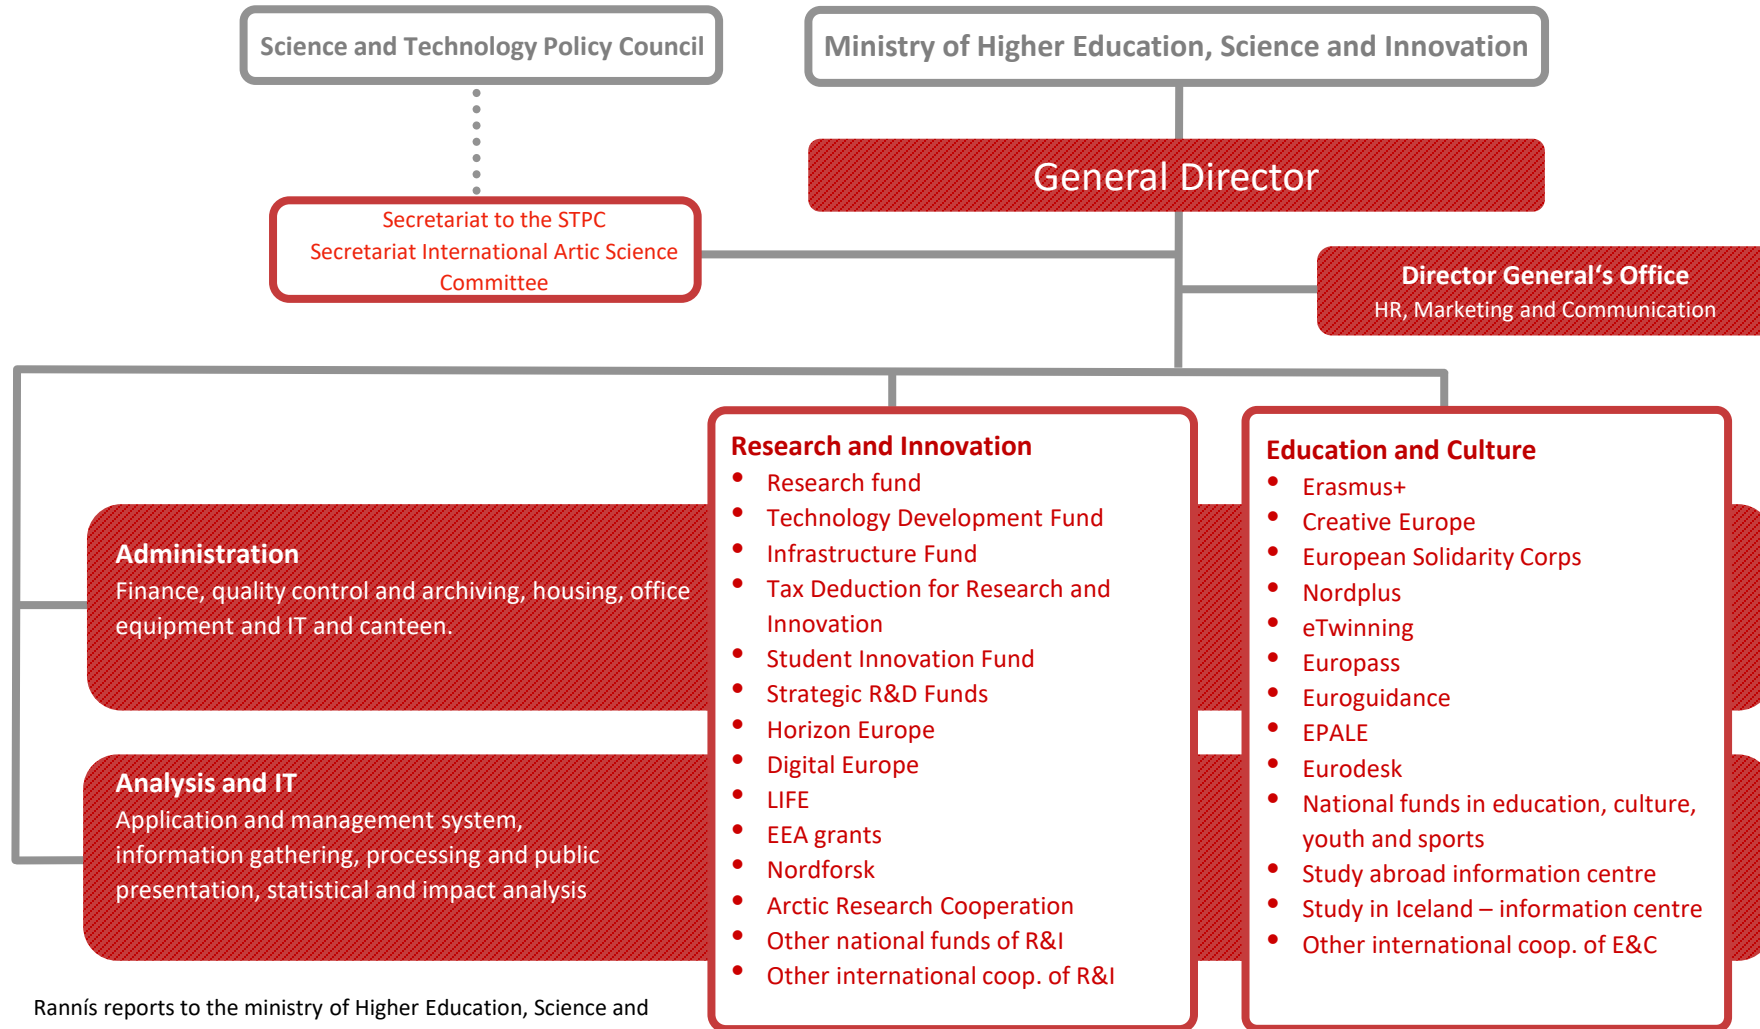 Science and Technology Policy Council
Ministry of Higher Education, Science and Innovation
General Director
Secretariat to the STPC
Secretariat International Artic Science
Committee
Director General‘s Office
HR, Marketing and Communication
Administration
Finance, quality control and archiving, housing, office
equipment and IT and canteen.
Analysis and IT
Application and management system,
information gathering, processing and public
presentation, statistical and impact analysis
Research and Innovation
• Research fund
• Technology Development Fund
• Infrastructure Fund
• Tax Deduction for Research and
Innovation
• Student Innovation Fund
• Strategic R&D Funds
• Horizon Europe
• Digital Europe
• LIFE
• EEA grants
• Nordforsk
• Arctic Research Cooperation
• Other national funds of R&I
• Other international coop. of R&I
Education and Culture
• Erasmus+
• Creative Europe
• European Solidarity Corps
• Nordplus
• eTwinning
• Europass
• Euroguidance
• EPALE
• Eurodesk
• National funds in education, culture,
youth and sports
• Study abroad information centre
• Study in Iceland – information centre
• Other international coop. of E&C
Rannís reports to the ministry of Higher Education, Science and